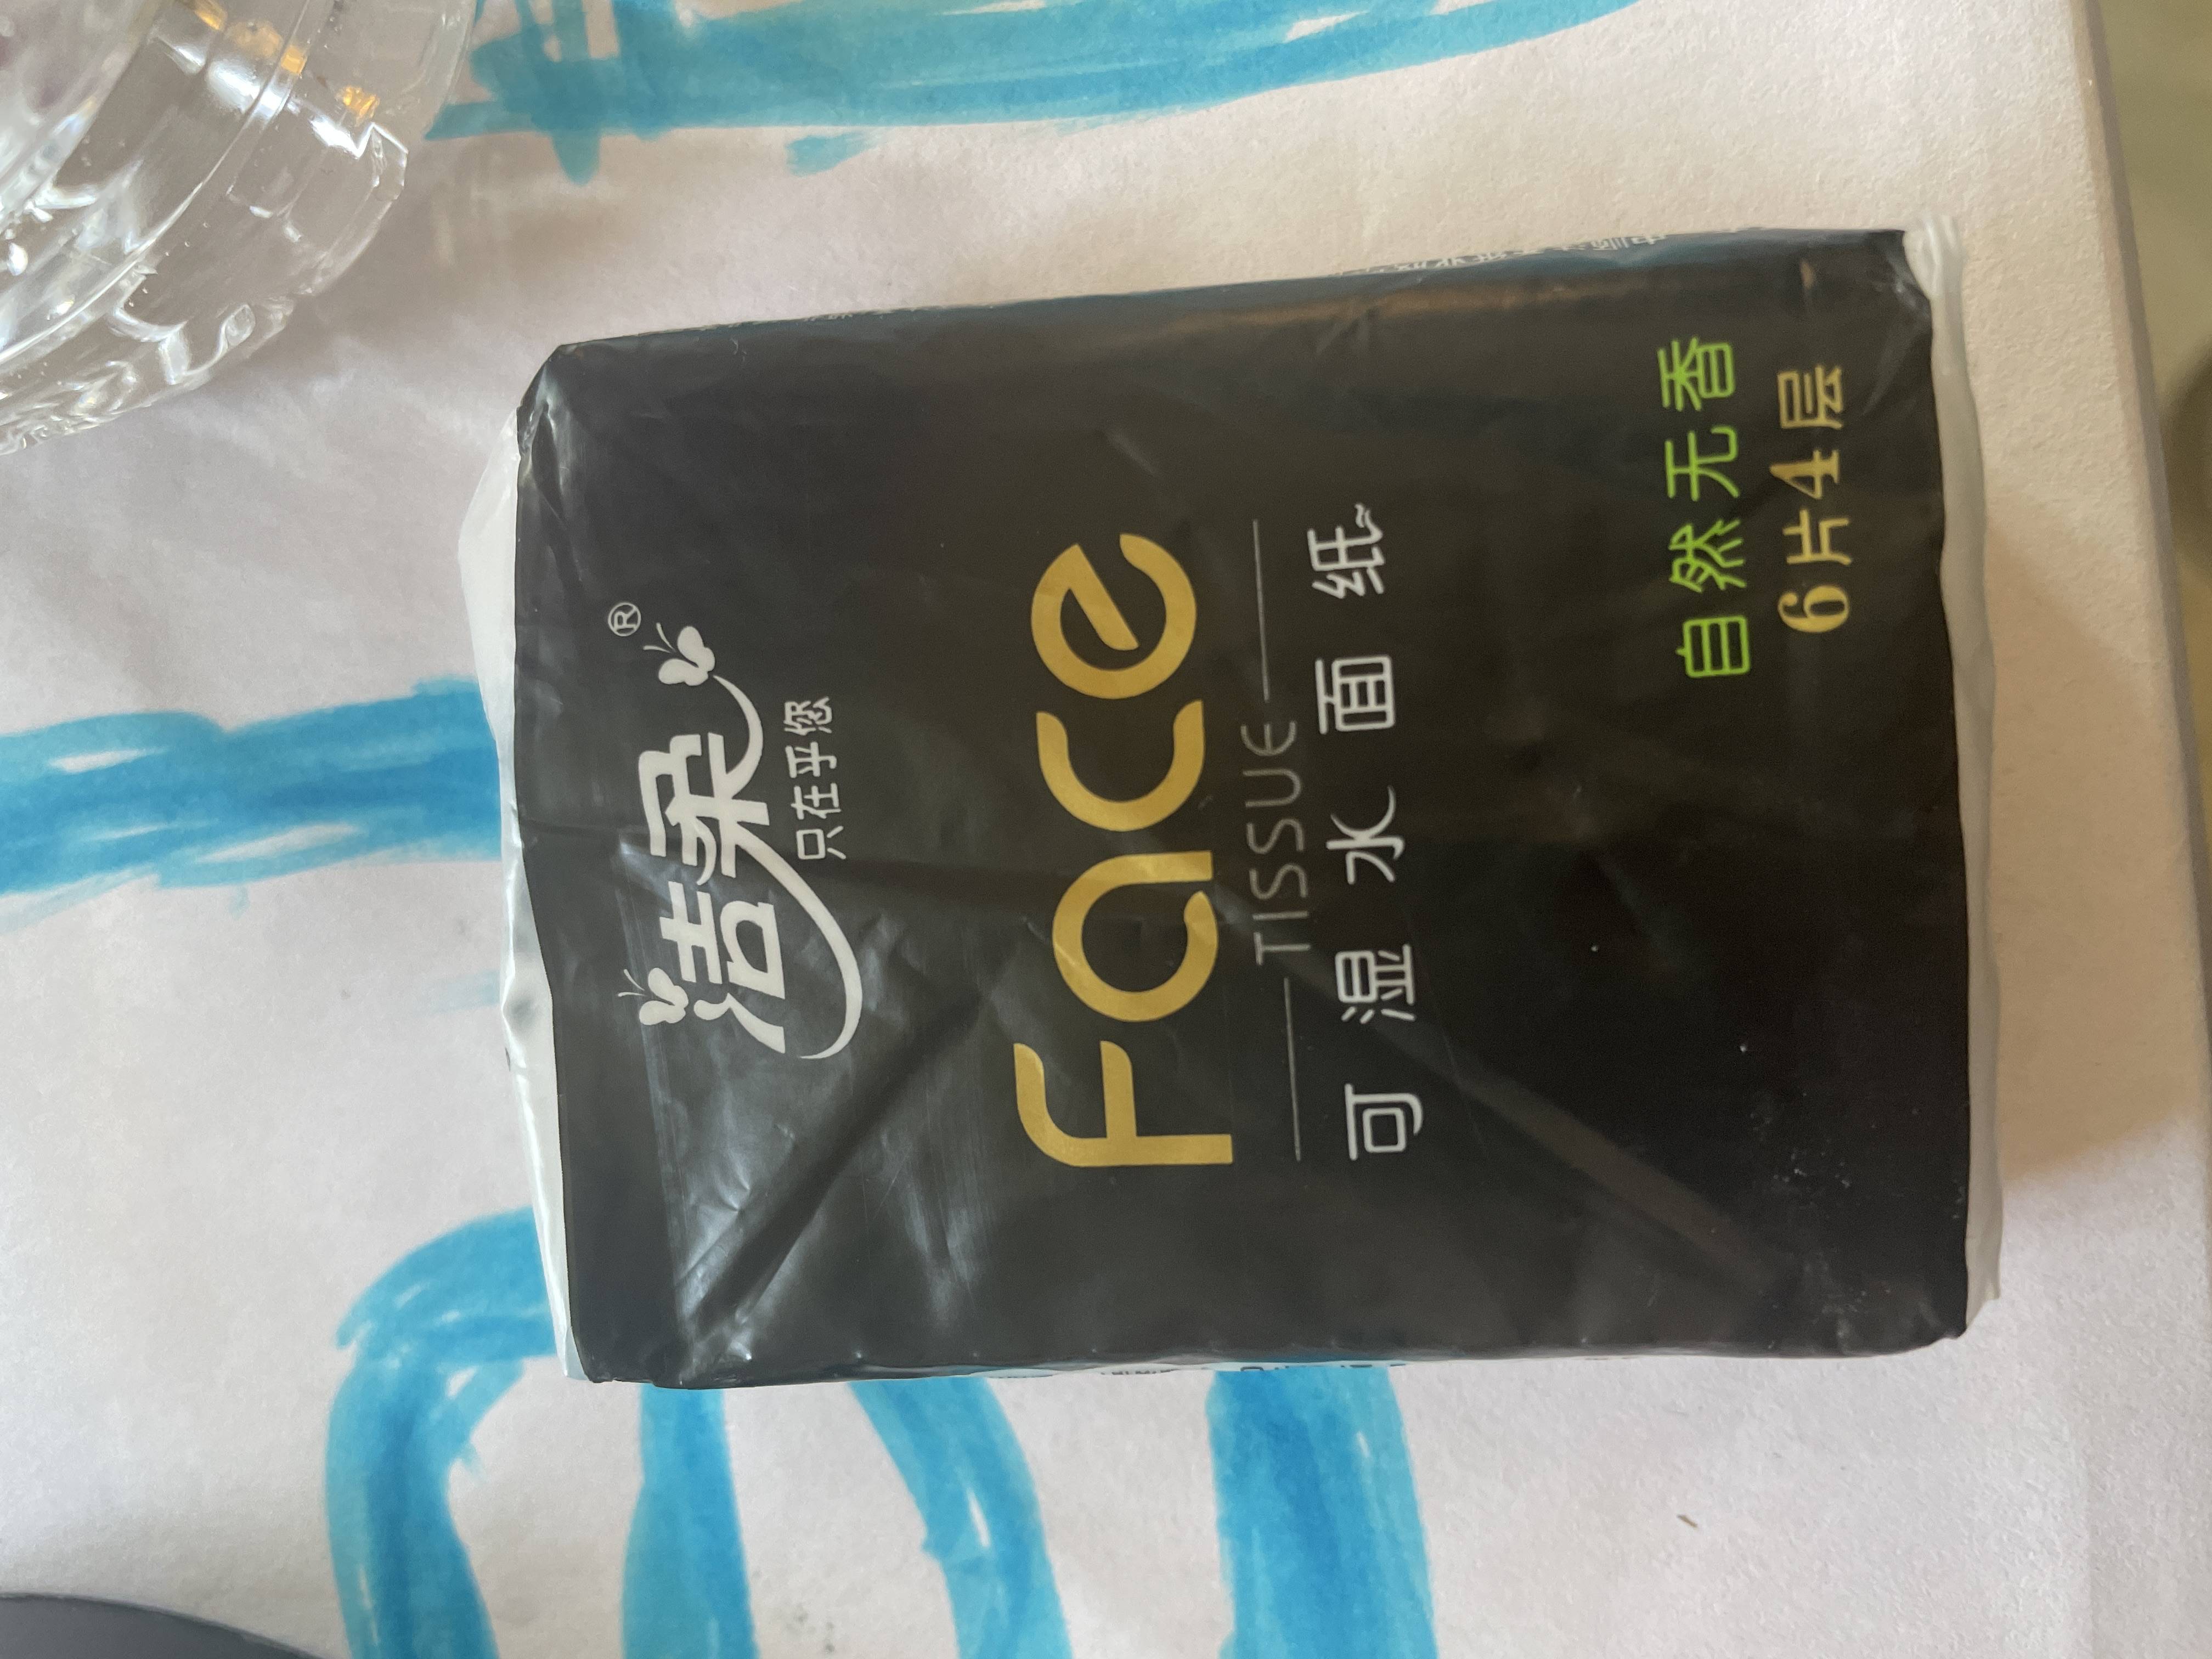 洁柔®
只在乎您
Face
TISSUE
可湿水面纸
自然无香
6片4层